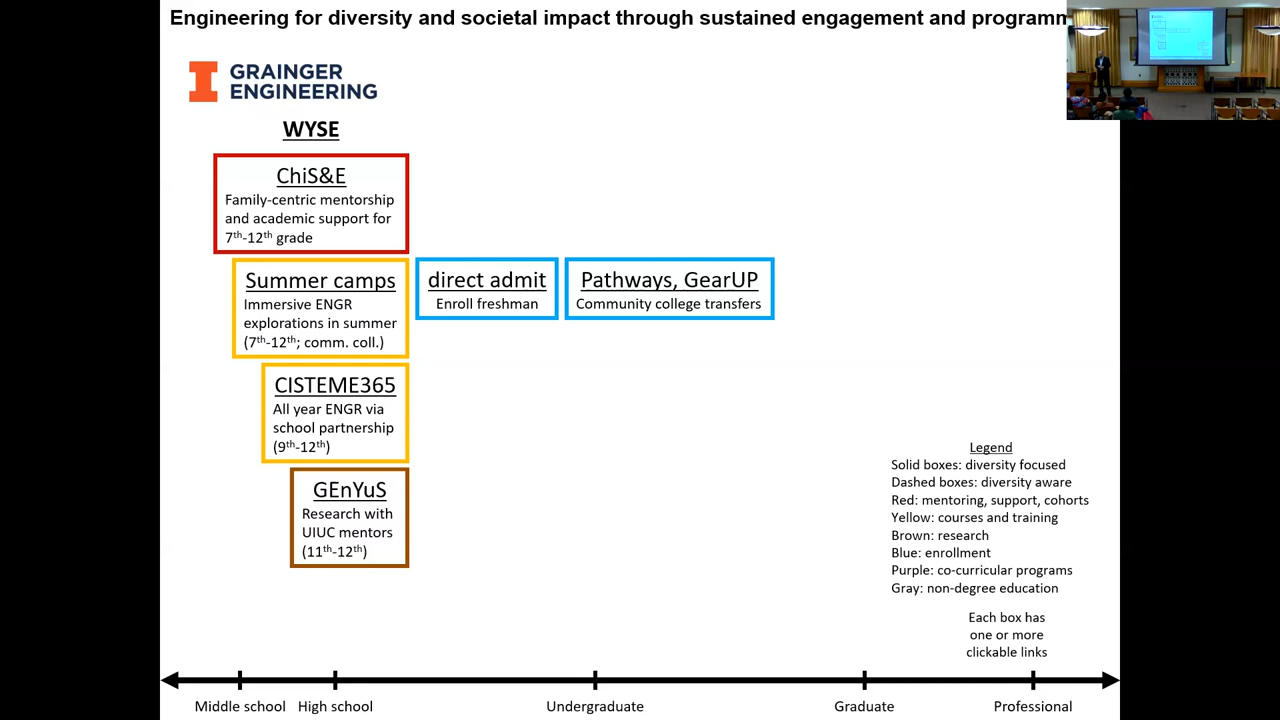 Engineering for diversity and societal impact through sustained engagement and
GRAINGER
ENGINEERING
WYSE
ChiS&E
Family-centric mentorship
and academic support for
7th-12th grade
Summer camps
Immersive ENGR
explorations in summer
(7th-12th; comm. coll.)
direct admit
Enroll freshman
Pathways, GearUP
Community college transfers
CISTEME365
All year ENGR via
school partnership
(9th-12th)
GEnYuS
Research with
UIUC mentors
(11th-12th)
Legend
Solid boxes: diversity focused
Dashed boxes: diversity aware
Red: mentoring, support, cohorts
Yellow: courses and training
Brown: research
Blue: enrollment
Purple: co-curricular programs
Gray: non-degree education
Each box has
one or more
clickable links
Middle school High school Undergraduate Graduate Professional